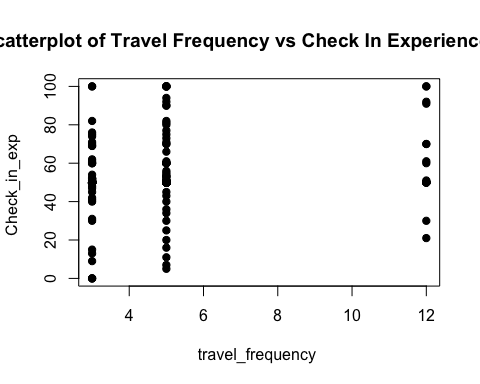 catterplot of Travel Frequency vs Check In Experience
100
80
60
40
20
0
Check_in_exp
4 6 8 10 12
travel_frequency